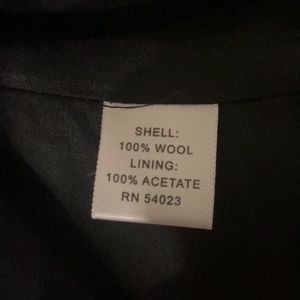 SHELL:
100% WOOL
LINING:
100% ACETATE
RN 54023